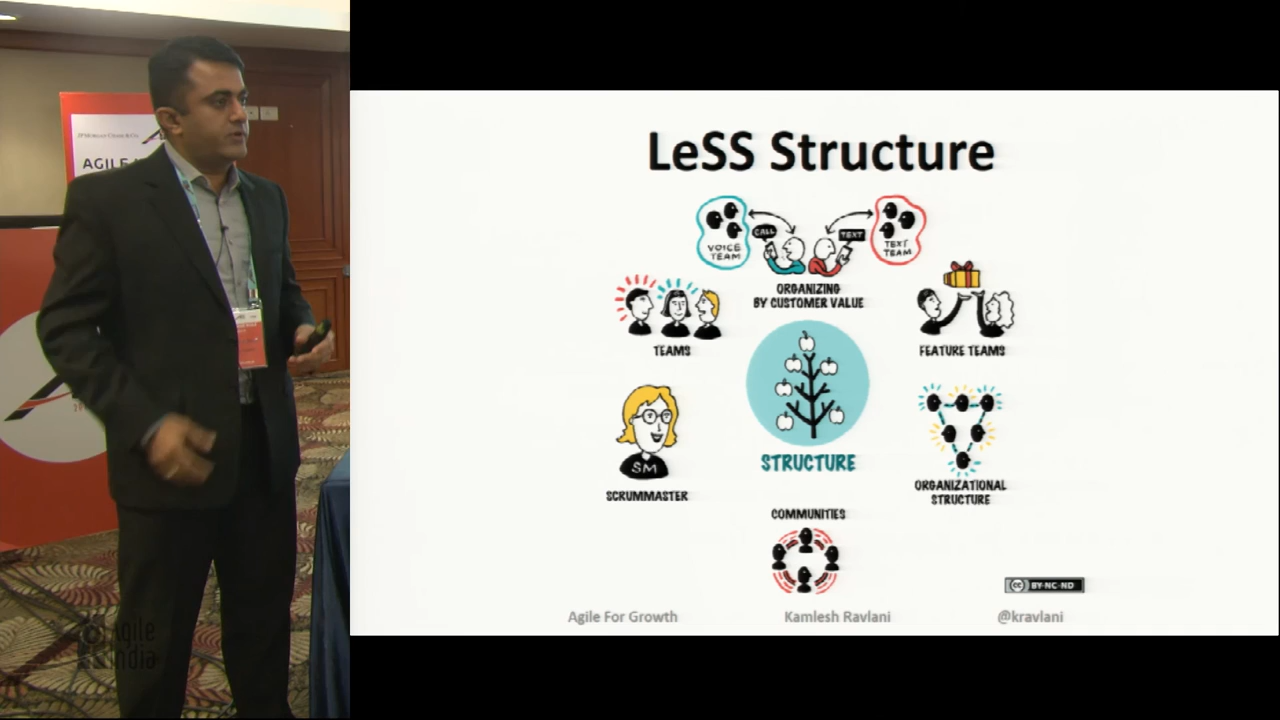 LeSS Structure
VOICE
TEAM
CALL
TEXT
TEXT
TEAM
ORGANIZING
BY CUSTOMER VALUE
TEAMS
FEATURE TEAMS
STRUCTURE
SM
SCRUMMASTER
ORGANIZATIONAL
STRUCTURE
COMMUNITIES
CC BY-NC-ND
Agile For Growth
Kamlesh Ravlani
@kravlani
AGILE
Agile
India